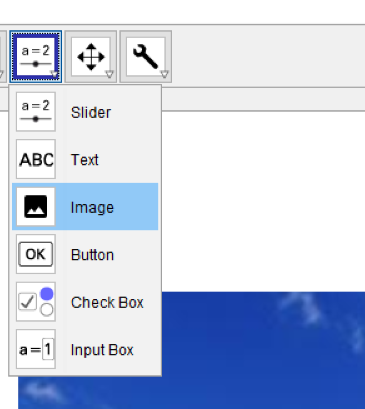 a=2
a=2 Slider
ABC Text
Image
OK Button
Check Box
a=1 Input Box